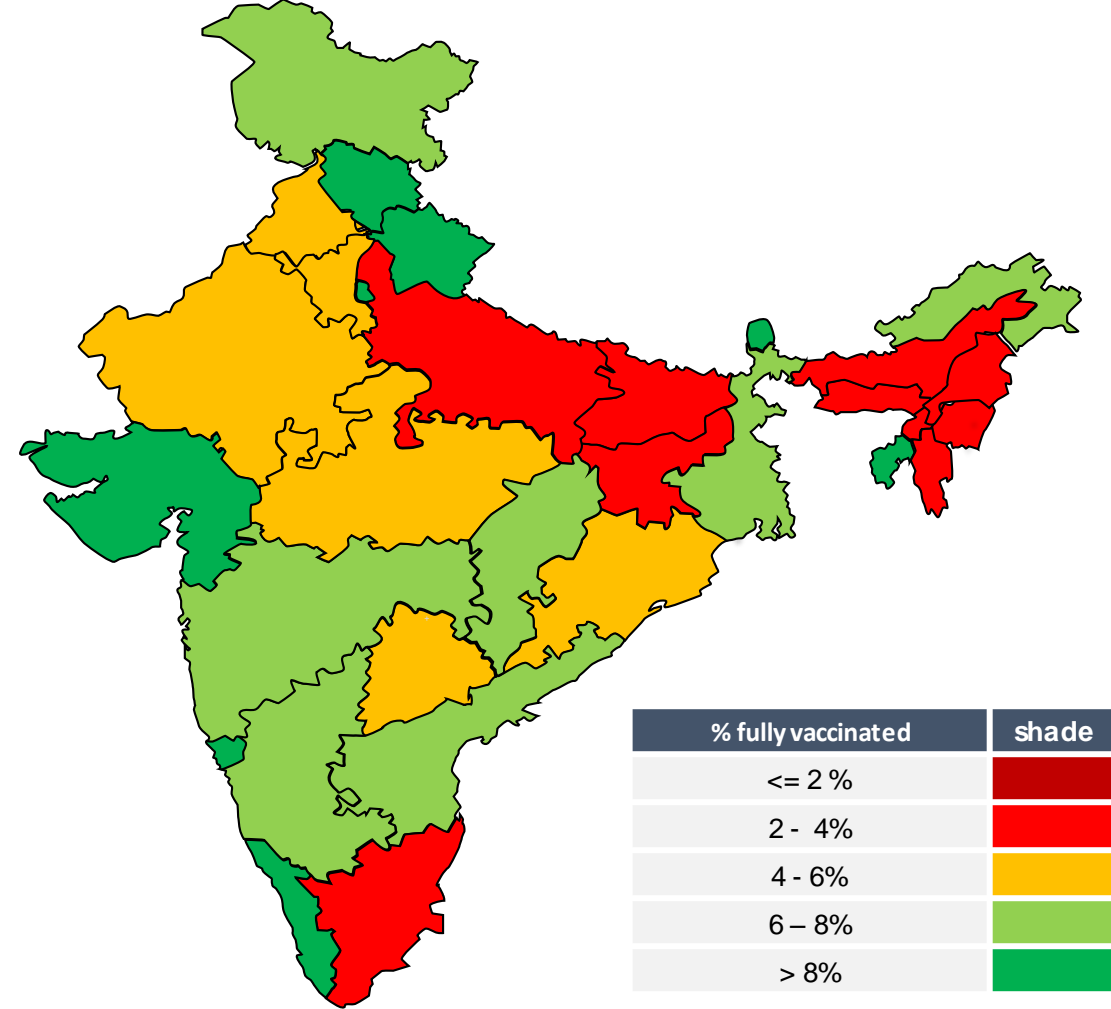 % fully vaccinated shade
<= 2 %
2 - 4%
4 - 6%
6 – 8%
> 8%